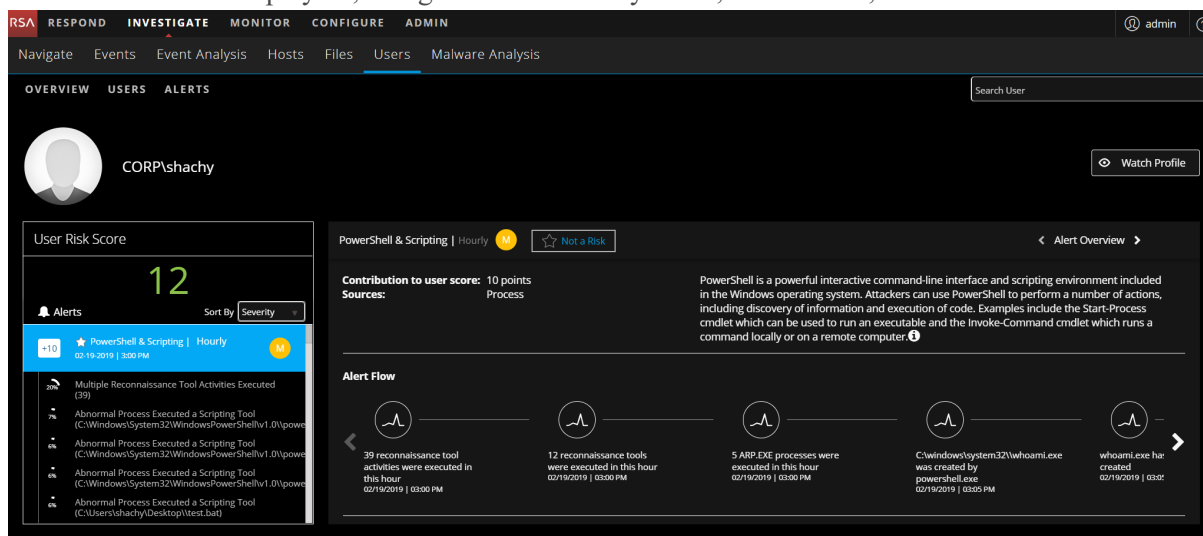 RSA RESPOND INVESTIGATE MONITOR CONFIGURE ADMIN admin
Navigate Events Event Analysis Hosts Files Users Malware Analysis
OVERVIEW USERS ALERTS Search User
CORP\shachy Watch Profile
User Risk Score
12
Alerts Sort By Severity
+10 PowerShell & Scripting | Hourly M
02-19-2019 | 3:00 PM
20% Multiple Reconnaissance Tool Activities Executed
(39)
7% Abnormal Process Executed a Scripting Tool
(C:\Windows\System32\WindowsPowerShell\v1.0\\powe
6% Abnormal Process Executed a Scripting Tool
(C:\Windows\System32\WindowsPowerShell\v1.0\\powe
6% Abnormal Process Executed a Scripting Tool
(C:\Windows\System32\WindowsPowerShell\v1.0\\powe
6% Abnormal Process Executed a Scripting Tool
(C:\Users\shachy\Desktop\\test.bat)
PowerShell & Scripting | Hourly M Not a Risk Alert Overview
Contribution to user score: 10 points
Sources: Process
PowerShell is a powerful interactive command-line interface and scripting environment included
in the Windows operating system. Attackers can use PowerShell to perform a number of actions,
including discovery of information and execution of code. Examples include the Start-Process
cmdlet which can be used to run an executable and the Invoke-Command cmdlet which runs a
command locally or on a remote computer.
Alert Flow
39 reconnaissance tool
activities were executed in
this hour
02/19/2019 | 03:00 PM
12 reconnaissance tools
were executed in this hour
02/19/2019 | 03:00 PM
5 ARP.EXE processes were
executed in this hour
02/19/2019 | 03:00 PM
C:\windows\system32\\whoami.exe
was created by
powershell.exe
02/19/2019 | 03:05 PM
whoami.exe has
created
02/19/2019 | 03:05